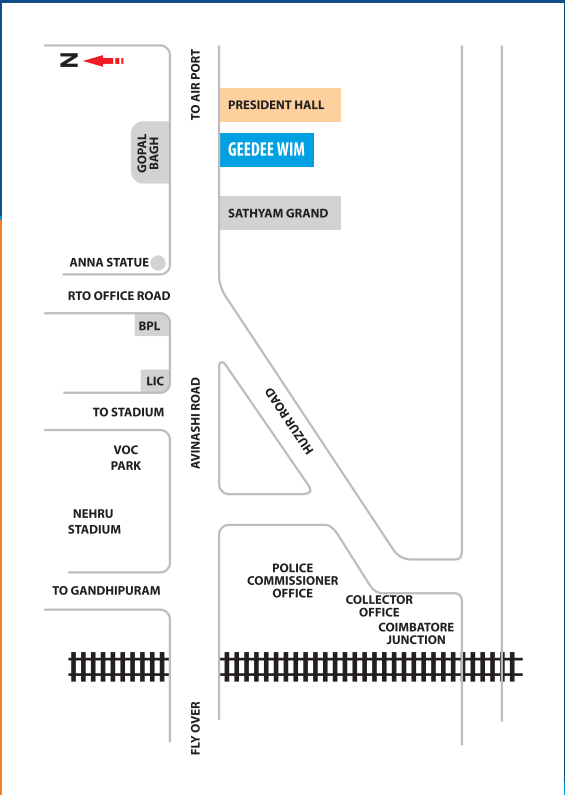 N
TO AIR PORT
PRESIDENT HALL
GEEDEE WIM
GOPAL
BAGH
SATHYAM GRAND
ANNA STATUE
RTO OFFICE ROAD
BPL
LIC
TO STADIUM
AVINASHI ROAD
HUZUR ROAD
VOC
PARK
NEHRU
STADIUM
POLICE
COMMISSIONER
OFFICE
TO GANDHIPURAM
COLLECTOR
OFFICE
COIMBATORE
JUNCTION
FLY OVER